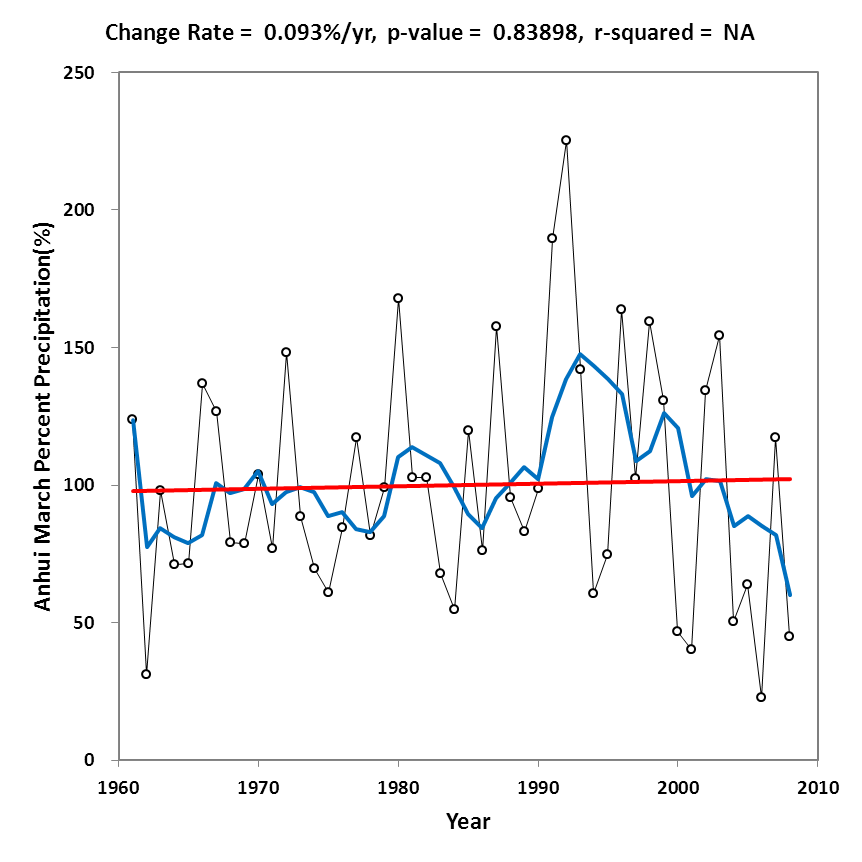 Change Rate = 0.093%/yr, p-value = 0.83898, r-squared = NA
250
200
150
100
50
0
Anhui March Percent Precipitation(%)
1960 1970 1980 1990 2000 2010
Year